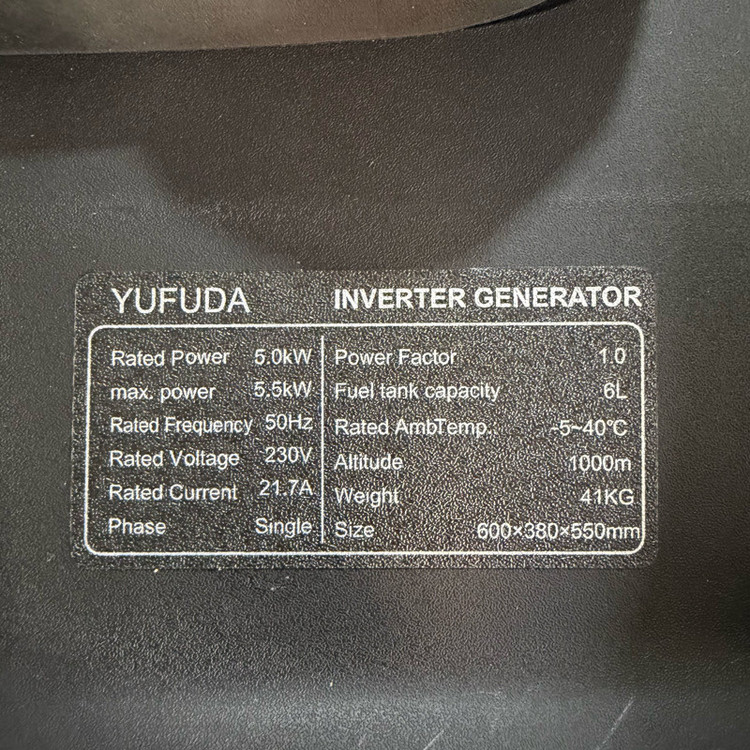 YUFUDA INVERTER GENERATOR
Rated Power 5.0kW Power Factor 1.0
max. power 5.5kW Fuel tank capacity 6L
Rated Frequency 50Hz Rated AmbTemp.: -5~40℃
Rated Voltage 230V Altitude 1000m
Rated Current 21.7A Weight 41KG
Phase Single Size 600×380×550mm